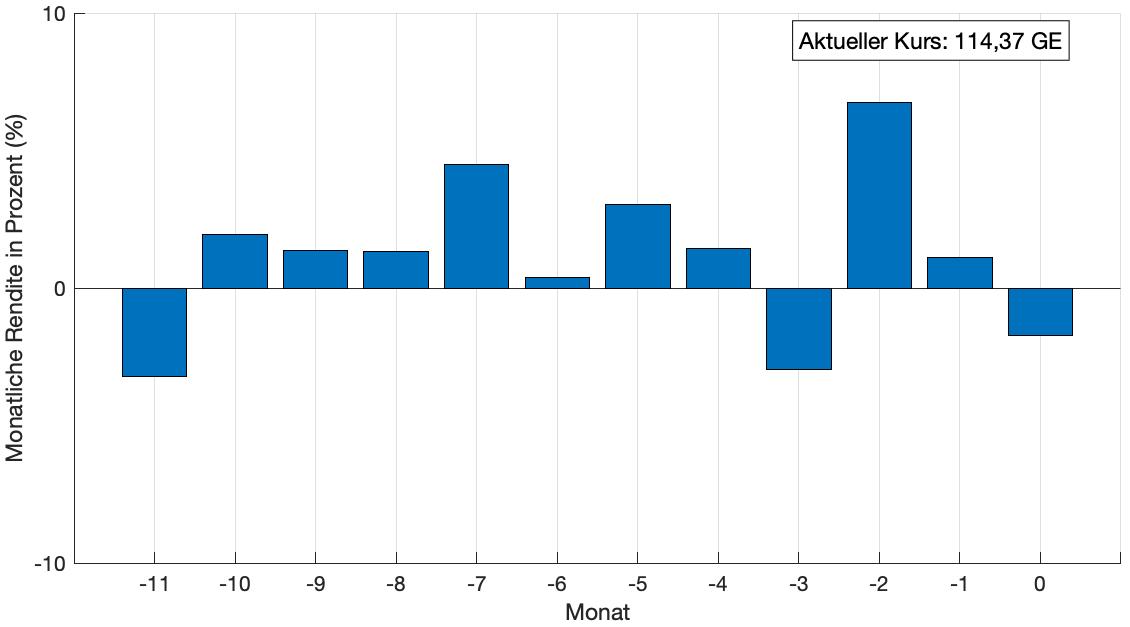 10
Aktueller Kurs: 114,37 GE
Monatliche Rendite in Prozent (%)
0
-10
-11 -10 -9 -8 -7 -6 -5 -4 -3 -2 -1 0
Monat